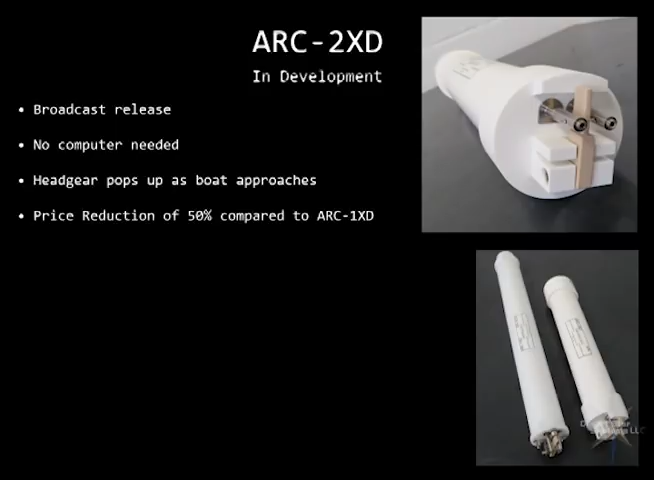 ARC-2XD
In Development
• Broadcast release
• No computer needed
• Headgear pops up as boat approaches
• Price Reduction of 50% compared to ARC-1XD
LLC